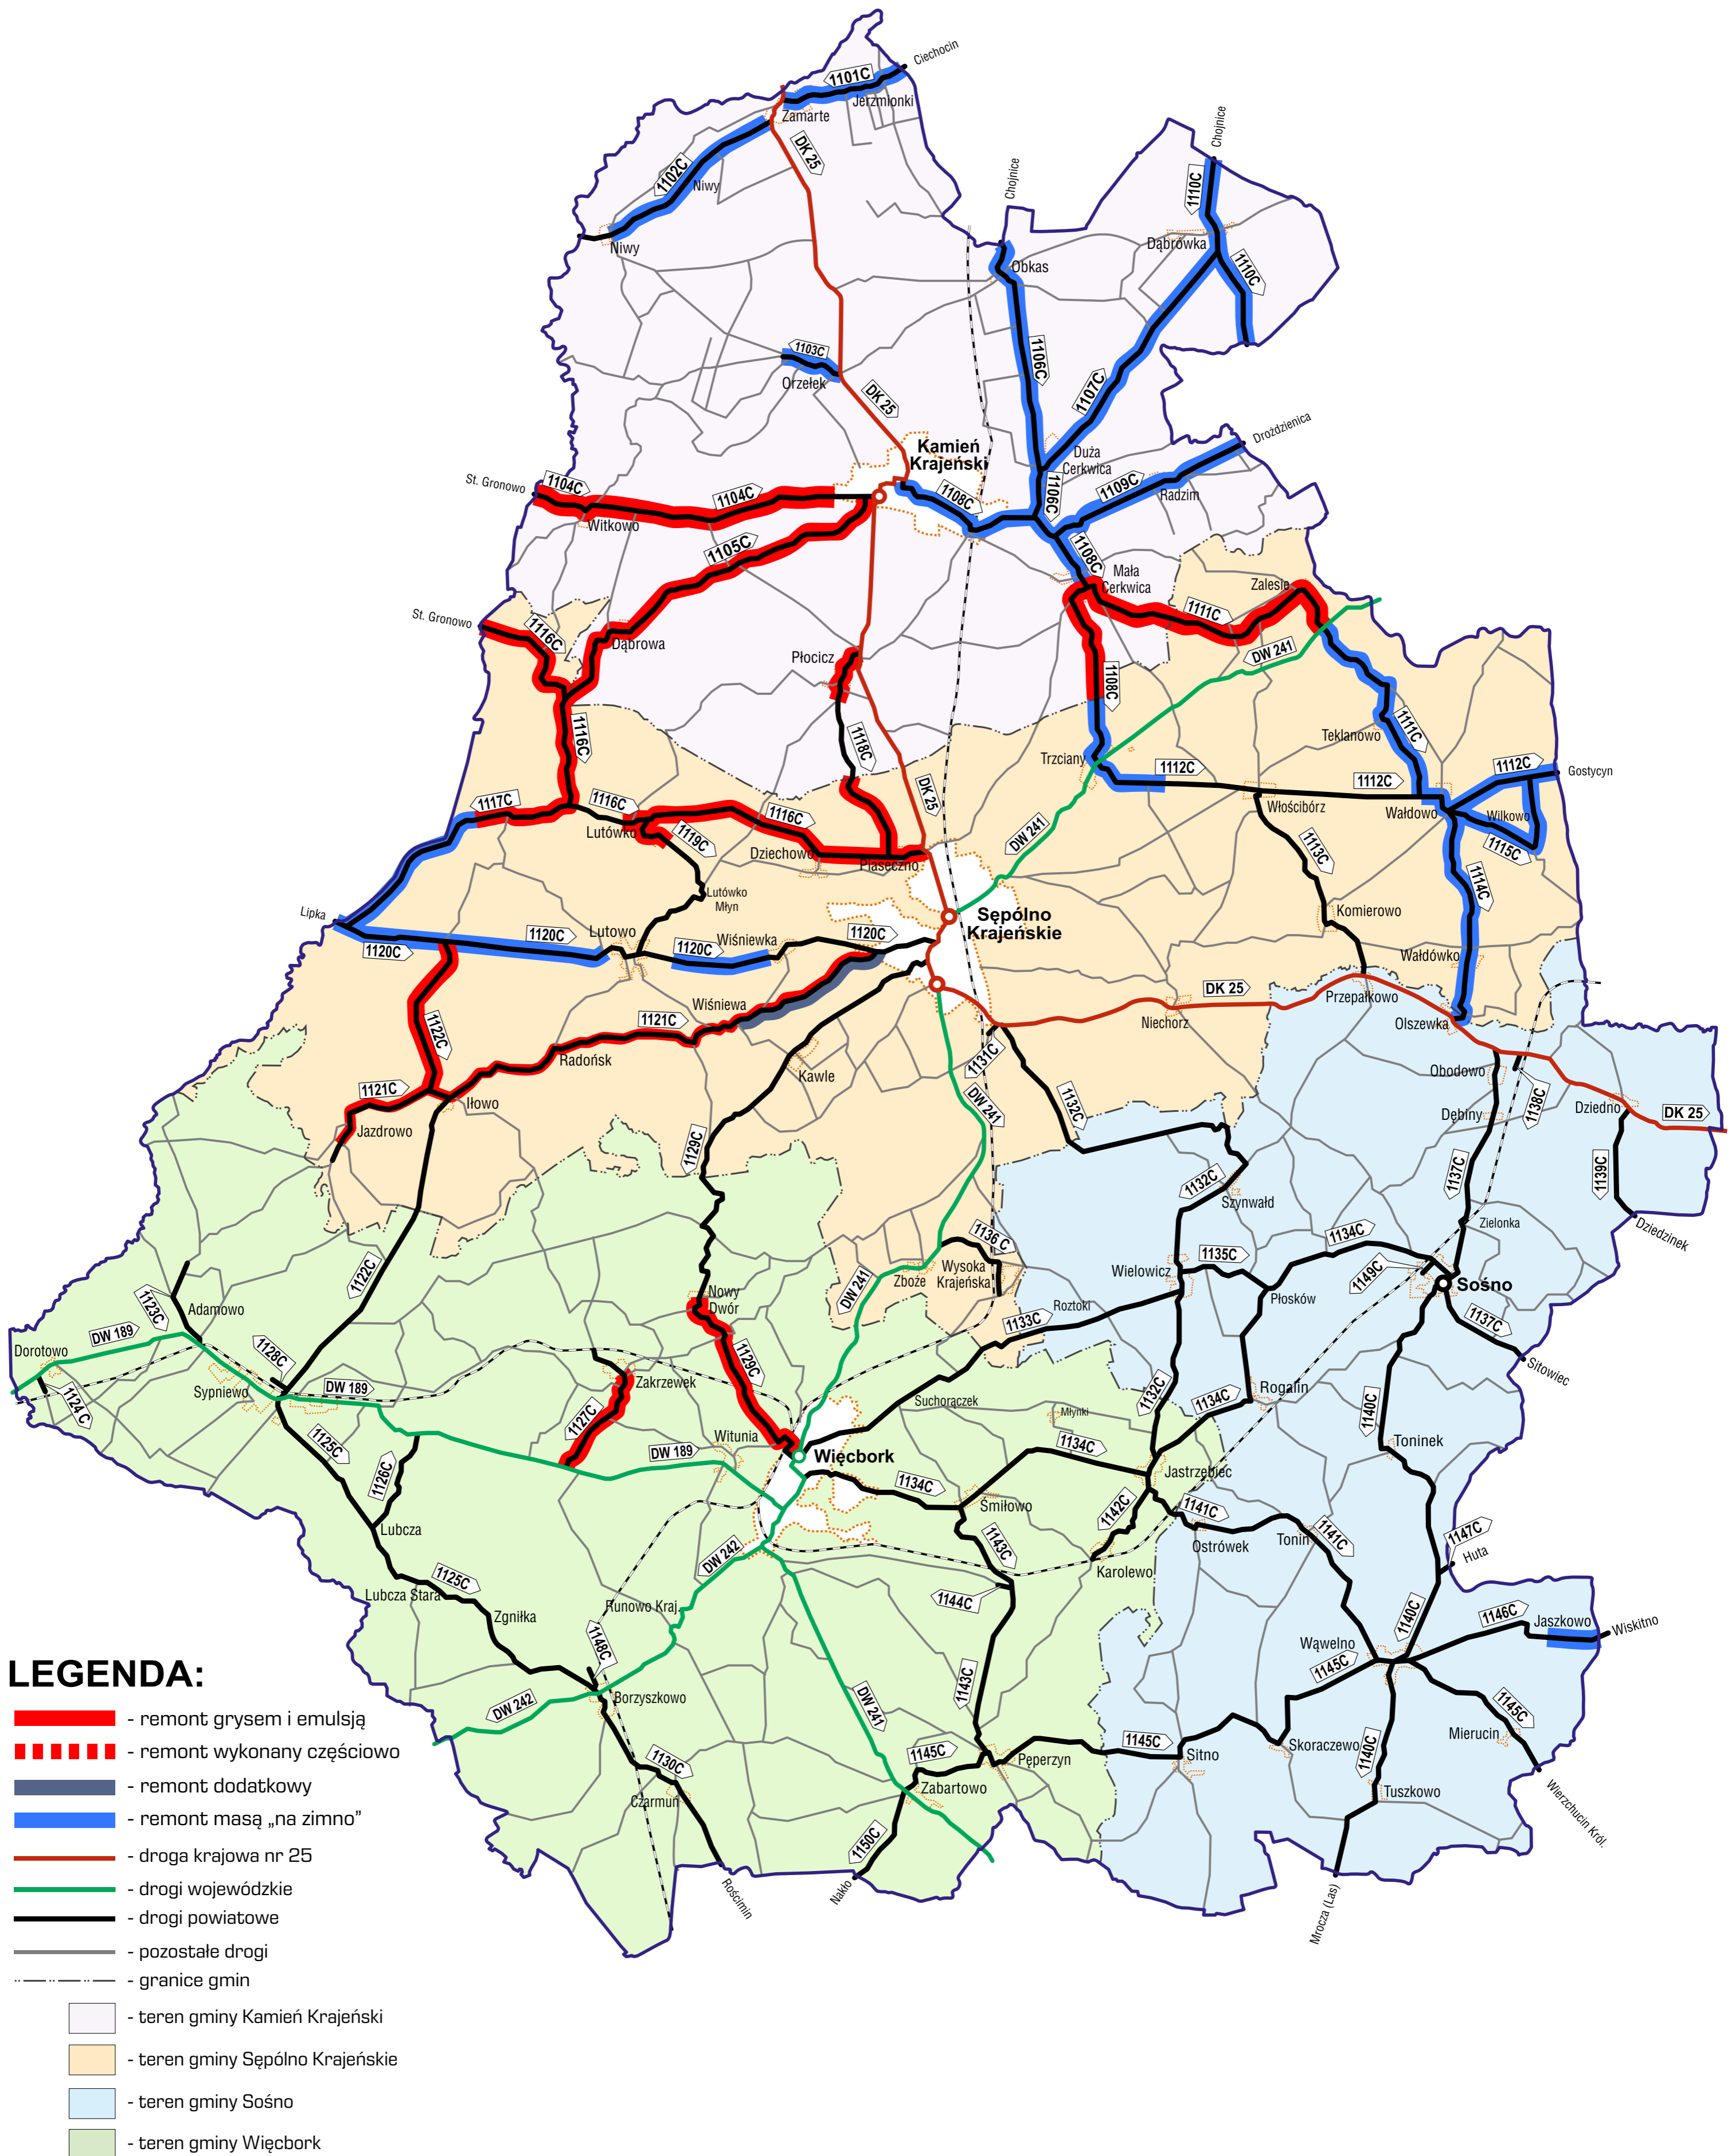 Ciechocin
1101C
Jerzmionki
Zamarte
DK 25
1102C
Niwy
Niwy
Chojnice
Chojnice
1110C
Dąbrówka
1110C
Obkas
1103C
Orzełek
DK 25
1106C
1107C
Kamień
Krajeński
Duża
Cerkwica
Drożdzienica
St. Gronowo
1104C
1104C
Witkowo
1108C
1106C
1109C
Radzim
1105C
1108C
Mała
Cerkwica
Zalesie
1111C
St. Gronowo
1116C
Dąbrowa
Płocicz
DW 241
1108C
1116C
1118C
Teklanowo
1111C
Trzciany
1112C
1112C
1112C
Gostycyn
1117C
1116C
1116C
DK 25
Włościbórz
Wałdowo
Wilkowo
Lutówko
1119C
Dziechowo
Piaseczno
DW 241
1113C
1115C
1114C
Lutówko
Młyn
Lipka
Sępólno
Krajeńskie
Komierowo
1120C
1120C
Lutowo
1120C
Wiśniewka
1120C
Wałdówko
Wiśniewa
DK 25
Przepałkowo
Niechorz
Olszewka
1122C
1121C
Radońsk
1131C
Kawle
Obodowo
1138C
1121C
Iłowo
DW 241
1132C
Dębiny
Dziedno
DK 25
Jazdrowo
1129C
1137C
1139C
1132C
Szynwałd
Zielonka
Dziedzinek
1136 C
1134C
1122C
Zboże
Wysoka
Krajeńska
Wielowicz
1135C
1149C
Sośno
1123C
Adamowo
Nowy
Dwór
DW 241
Roztoki
Płosków
DW 189
Dorotowo
1133C
1137C
1128C
1129C
Sitowiec
1124 C
Sypniewo
DW 189
Zakrzewek
1127C
Suchorączek
1132C
1134C
Rogalin
Młynki
1140C
1125C
Witunia
DW 189
Więcbork
1134C
Toninek
1126C
1134C
Jastrzębiec
Śmiłowo
1142C
1141C
Lubcza
1143C
Ostrówek
Tonin
1141C
1147C
Huta
DW 242
Karolewo
1125C
Lubcza Stara
Zgniłka
Runowo Kraj.
1144C
1140C
1146C
Jaszkowo
Wiskitno
1148C
Wąwelno
1145C
1143C
Borzyszkowo
DW 242
DW 241
1145C
Mierucin
1130C
1145C
Pęperzyn
1145C
Sitno
Skoraczewo
1140C
Czarmuń
Zabartowo
Tuszkowo
Wierzchucin Król.
1150C
Nakło
Rościmin
Mrocza (Las)
LEGENDA:
- remont grysem i emulsją
- remont wykonany częściowo
- remont dodatkowy
- remont masą „na zimno”
- droga krajowa nr 25
- drogi wojewódzkie
- drogi powiatowe
- pozostałe drogi
- granice gmin
- teren gminy Kamień Krajeński
- teren gminy Sępólno Krajeńskie
- teren gminy Sośno
- teren gminy Więcbork